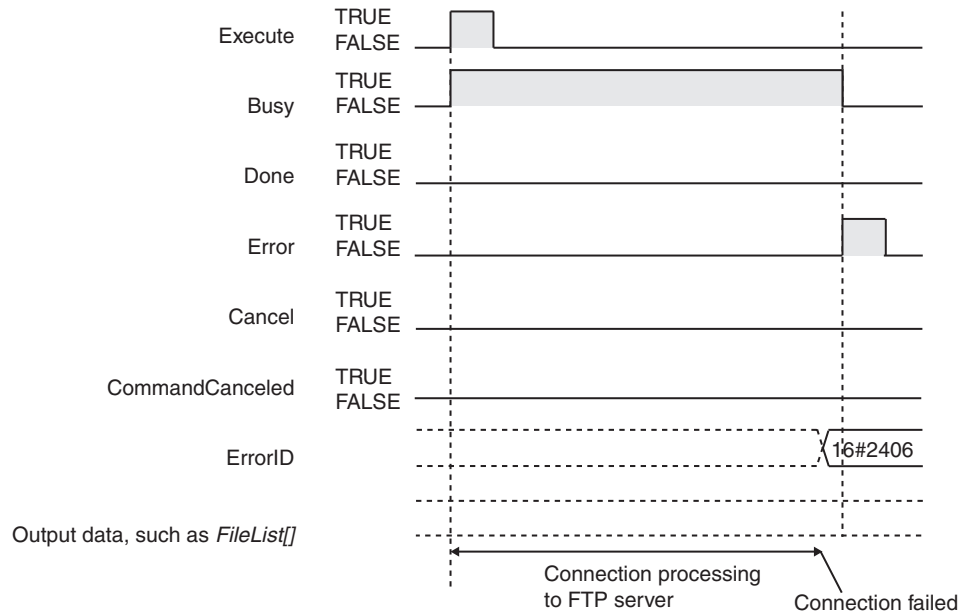 Execute
TRUE
FALSE
Busy
TRUE
FALSE
Done
TRUE
FALSE
Error
TRUE
FALSE
Cancel
TRUE
FALSE
CommandCanceled
TRUE
FALSE
ErrorID
16#2406
Output data, such as FileList[]
Connection processing
to FTP server
Connection failed